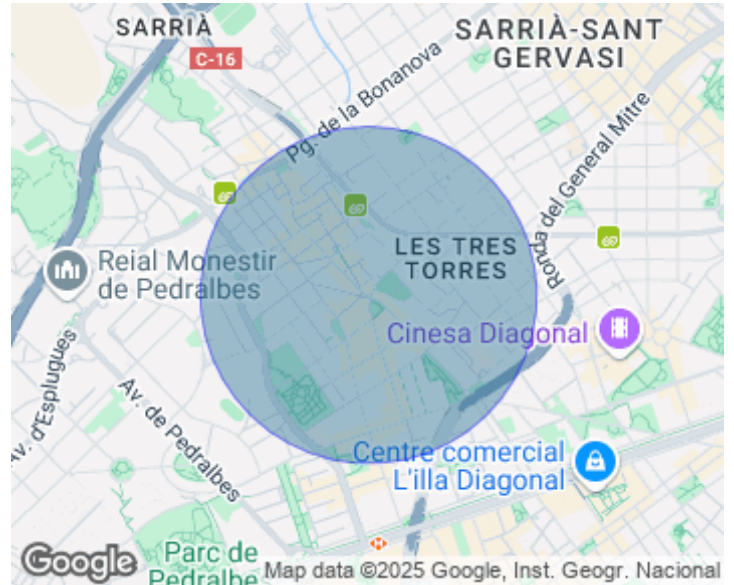 SARRIÀ
SARRIÀ-SANT
GERVASI
C-16
Pg. de la Bonanova
Ronda del General Mitre
LES TRES
TORRES
Reial Monestir
de Pedralbes
Cinesa Diagonal
Av. d'Esplugues
Av. de Pedralbes
Centre comercial
L'illa Diagonal
Parc de
Pedralbe
Google
Map data ©2025 Google, Inst. Geogr. Nacional